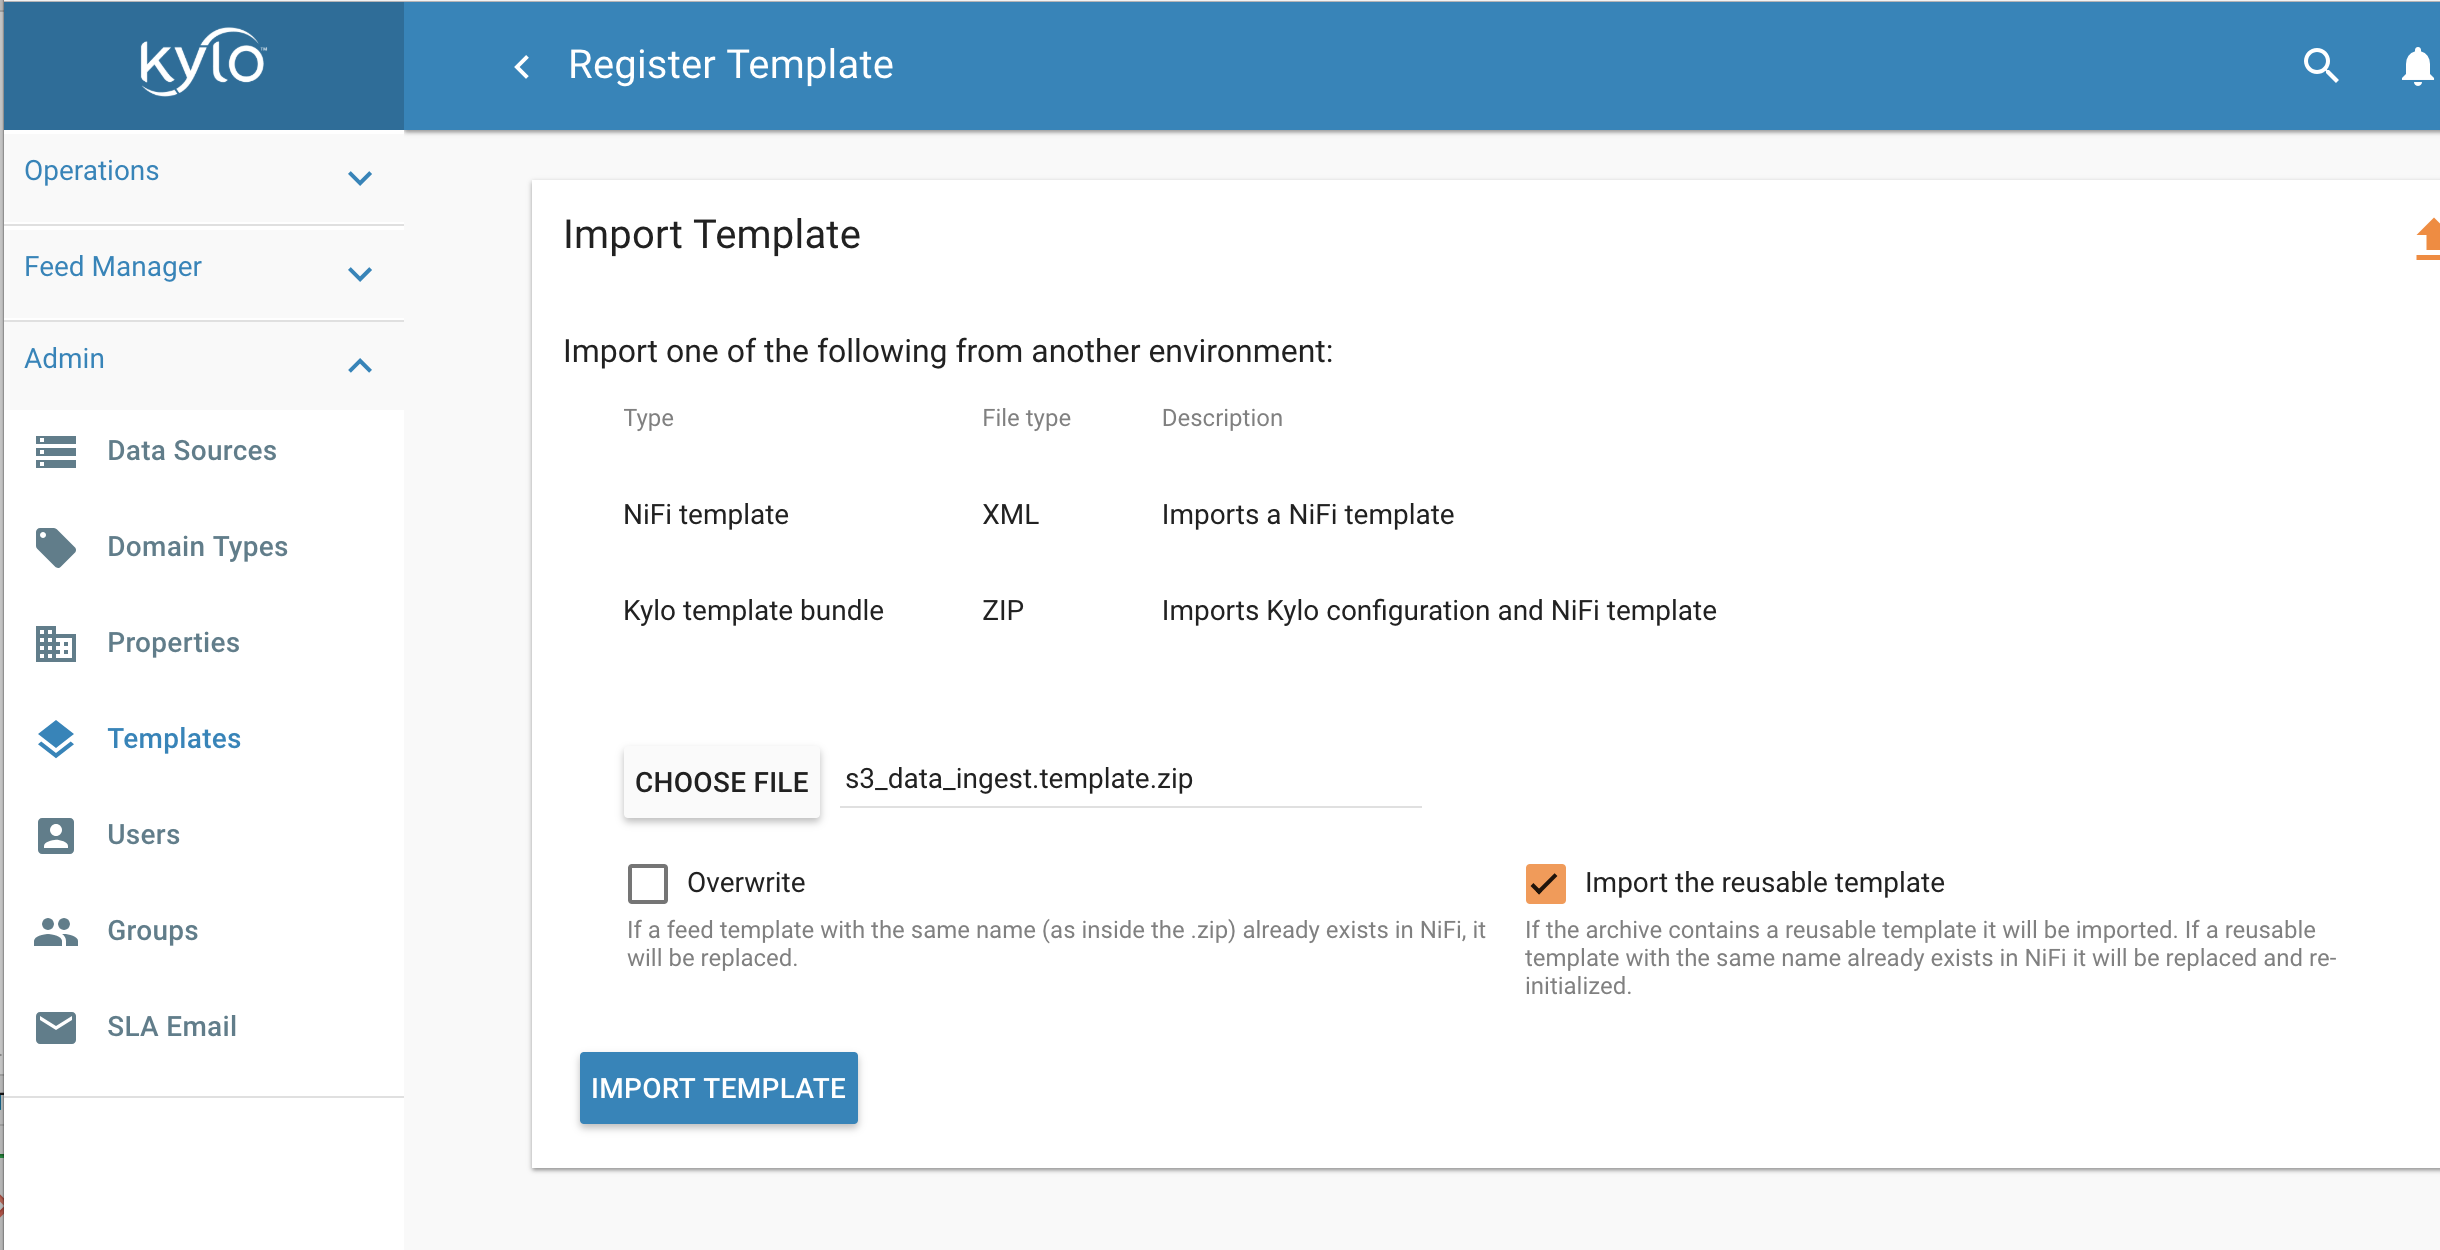 kylo
Register Template
Operations
Feed Manager
Admin
Data Sources
Domain Types
Properties
Templates
Users
Groups
SLA Email
Import Template
Import one of the following from another environment:
Type File type Description
NiFi template XML Imports a NiFi template
Kylo template bundle ZIP Imports Kylo configuration and NiFi template
CHOOSE FILE s3_data_ingest.template.zip
Overwrite
If a feed template with the same name (as inside the .zip) already exists in NiFi, it
will be replaced.
Import the reusable template
If the archive contains a reusable template it will be imported. If a reusable
template with the same name already exists in NiFi it will be replaced and re-
initialized.
IMPORT TEMPLATE